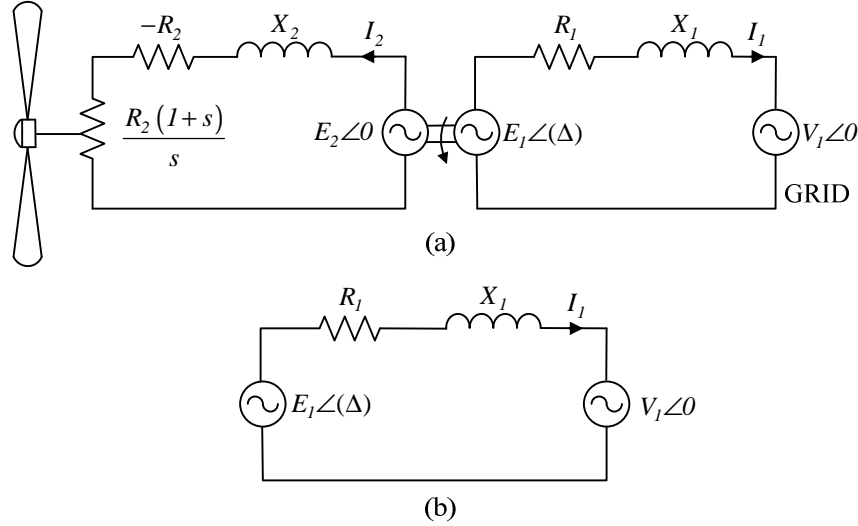 −R₂
X₂
I₂
R₁
X₁
I₁
R₂ (1+s)
s
E₂∠0
E₁∠(Δ)
V₁∠0
GRID
(a)
R₁
X₁
I₁
E₁∠(Δ)
V₁∠0
(b)